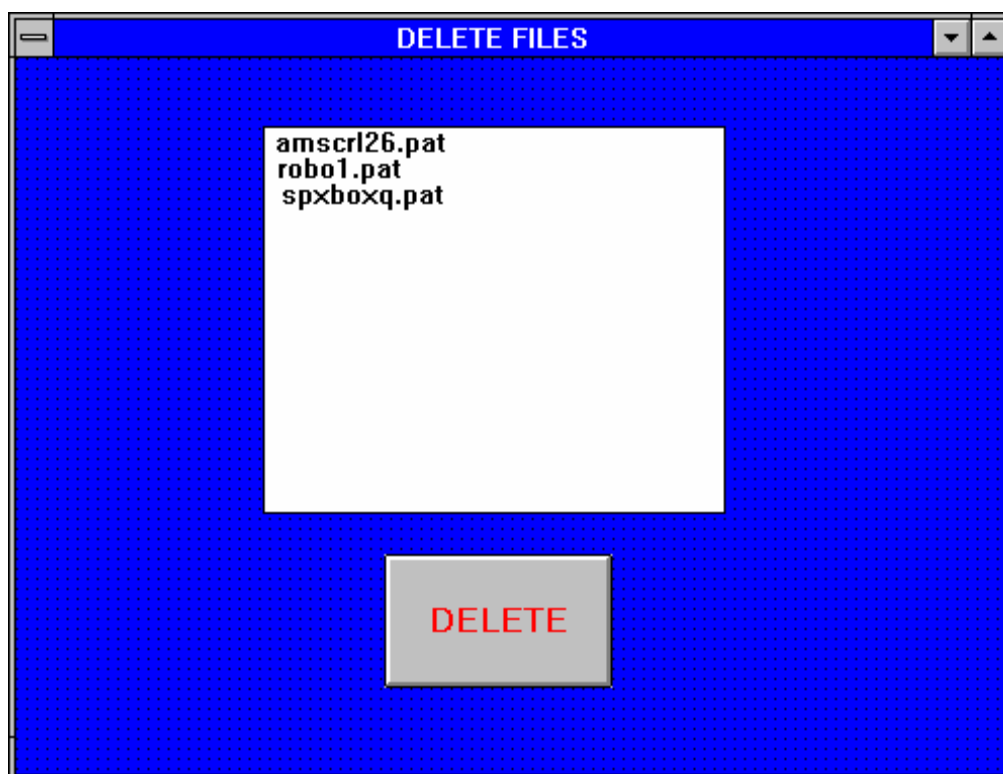 DELETE FILES
amscrl26.pat
robo1.pat
spxboxq.pat
DELETE